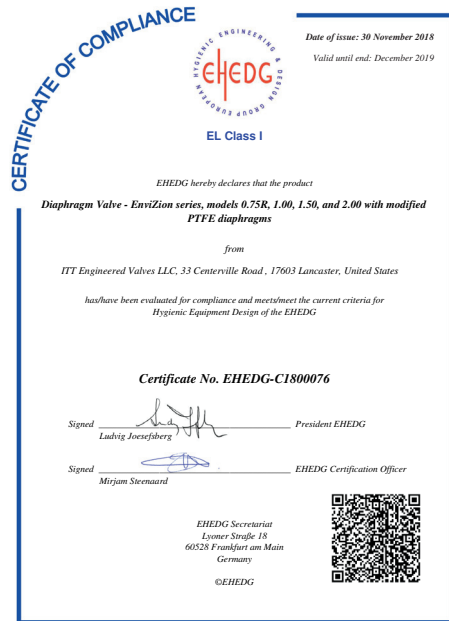 CERTIFICATE OF COMPLIANCE
HYGIENIC ENGINEERING & DESIGN GROUP EUROPEAN
EHEDG
Date of issue: 30 November 2018
Valid until end: December 2019
EL Class I
EHEDG hereby declares that the product
Diaphragm Valve - EnviZion series, models 0.75R, 1.00, 1.50, and 2.00 with modified
PTFE diaphragms
from
ITT Engineered Valves LLC, 33 Centerville Road , 17603 Lancaster, United States
has/have been evaluated for compliance and meets/meet the current criteria for
Hygienic Equipment Design of the EHEDG
Certificate No. EHEDG-C1800076
Signed President EHEDG
Ludvig Joesefsberg
Signed EHEDG Certification Officer
Mirjam Steenaard
EHEDG Secretariat
Lyoner Straße 18
60528 Frankfurt am Main
Germany
©EHEDG